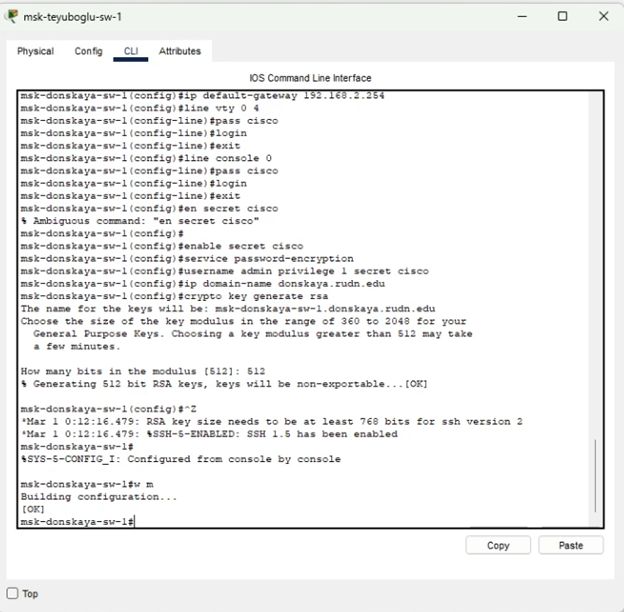 msk-teyuboglu-sw-1
Physical Config CLI Attributes
IOS Command Line Interface
msk-donskaya-sw-1(config)#ip default-gateway 192.168.2.254
msk-donskaya-sw-1(config)#line vty 0 4
msk-donskaya-sw-1(config-line)#pass cisco
msk-donskaya-sw-1(config-line)#login
msk-donskaya-sw-1(config-line)#exit
msk-donskaya-sw-1(config)#line console 0
msk-donskaya-sw-1(config-line)#pass cisco
msk-donskaya-sw-1(config-line)#login
msk-donskaya-sw-1(config-line)#exit
msk-donskaya-sw-1(config)#en secret cisco
% Ambiguous command: "en secret cisco"
msk-donskaya-sw-1(config)#
msk-donskaya-sw-1(config)#enable secret cisco
msk-donskaya-sw-1(config)#service password-encryption
msk-donskaya-sw-1(config)#username admin privilege 1 secret cisco
msk-donskaya-sw-1(config)#ip domain-name donskaya.rudn.edu
msk-donskaya-sw-1(config)#crypto key generate rsa
The name for the keys will be: msk-donskaya-sw-1.donskaya.rudn.edu
Choose the size of the key modulus in the range of 360 to 2048 for your
General Purpose Keys. Choosing a key modulus greater than 512 may take
a few minutes.
How many bits in the modulus [512]: 512
% Generating 512 bit RSA keys, keys will be non-exportable...[OK]
msk-donskaya-sw-1(config)#^Z
*Mar 1 0:12:16.479: RSA key size needs to be at least 768 bits for ssh version 2
*Mar 1 0:12:16.479: %SSH-5-ENABLED: SSH 1.5 has been enabled
msk-donskaya-sw-1#
%SYS-5-CONFIG_I: Configured from console by console
msk-donskaya-sw-1#w m
Building configuration...
[OK]
msk-donskaya-sw-1#
Copy Paste
Top